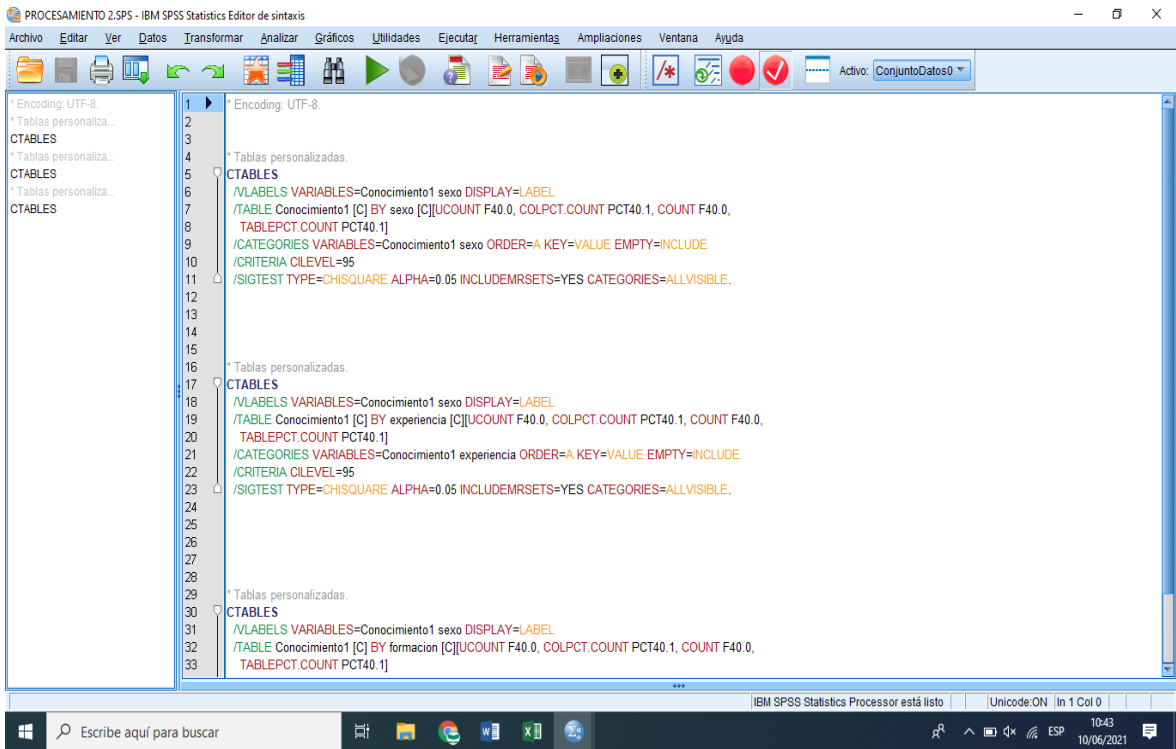 PROCESAMIENTO 2.SPS - IBM SPSS Statistics Editor de sintaxis
Archivo Editar Ver Datos Transformar Analizar Gráficos Utilidades Ejecutar Herramientas Ampliaciones Ventana Ayuda
Activo: ConjuntoDatos0
* Encoding: UTF-8.
* Tablas personaliza...
CTABLES
* Tablas personaliza...
CTABLES
* Tablas personaliza...
CTABLES
1 * Encoding: UTF-8.
2
3
4 * Tablas personalizadas.
5 CTABLES
6 /VLABELS VARIABLES=Conocimiento1 sexo DISPLAY=LABEL
7 /TABLE Conocimiento1 [C] BY sexo [C][UCOUNT F40.0, COLPCT.COUNT PCT40.1, COUNT F40.0,
8 TABLEPCT.COUNT PCT40.1]
9 /CATEGORIES VARIABLES=Conocimiento1 sexo ORDER=A KEY=VALUE EMPTY=INCLUDE
10 /CRITERIA CILEVEL=95
11 /SIGTEST TYPE=CHISQUARE ALPHA=0.05 INCLUDEMRSETS=YES CATEGORIES=ALLVISIBLE.
12
13
14
15
16 * Tablas personalizadas.
17 CTABLES
18 /VLABELS VARIABLES=Conocimiento1 sexo DISPLAY=LABEL
19 /TABLE Conocimiento1 [C] BY experiencia [C][UCOUNT F40.0, COLPCT.COUNT PCT40.1, COUNT F40.0,
20 TABLEPCT.COUNT PCT40.1]
21 /CATEGORIES VARIABLES=Conocimiento1 experiencia ORDER=A KEY=VALUE EMPTY=INCLUDE
22 /CRITERIA CILEVEL=95
23 /SIGTEST TYPE=CHISQUARE ALPHA=0.05 INCLUDEMRSETS=YES CATEGORIES=ALLVISIBLE.
24
25
26
27
28
29 * Tablas personalizadas.
30 CTABLES
31 /VLABELS VARIABLES=Conocimiento1 sexo DISPLAY=LABEL
32 /TABLE Conocimiento1 [C] BY formacion [C][UCOUNT F40.0, COLPCT.COUNT PCT40.1, COUNT F40.0,
33 TABLEPCT.COUNT PCT40.1]
IBM SPSS Statistics Processor está listo Unicode:ON In 1 Col 0
Escribe aquí para buscar
ESP
10:43
10/06/2021